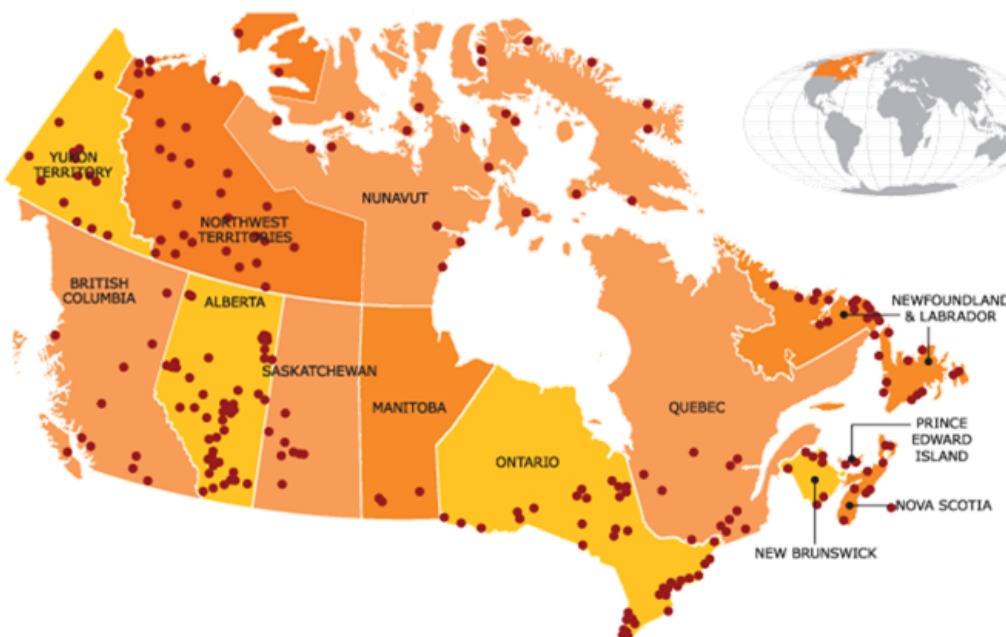 YUKON
TERRITORY
NUNAVUT
NORTHWEST
TERRITORIES
BRITISH
COLUMBIA
ALBERTA
NEWFOUNDLAND
& LABRADOR
SASKATCHEWAN
MANITOBA
QUEBEC
PRINCE
EDWARD
ISLAND
ONTARIO
NOVA SCOTIA
NEW BRUNSWICK